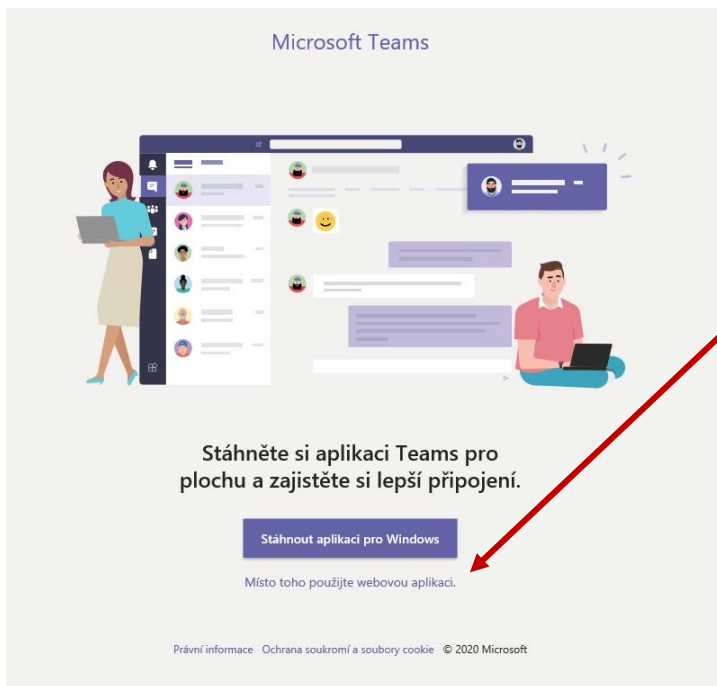 Microsoft Teams
Stáhněte si aplikaci Teams pro
plochu a zajistěte si lepší připojení.
Stáhnout aplikaci pro Windows
Místo toho použijte webovou aplikaci.
Právní informace Ochrana soukromí a soubory cookie © 2020 Microsoft